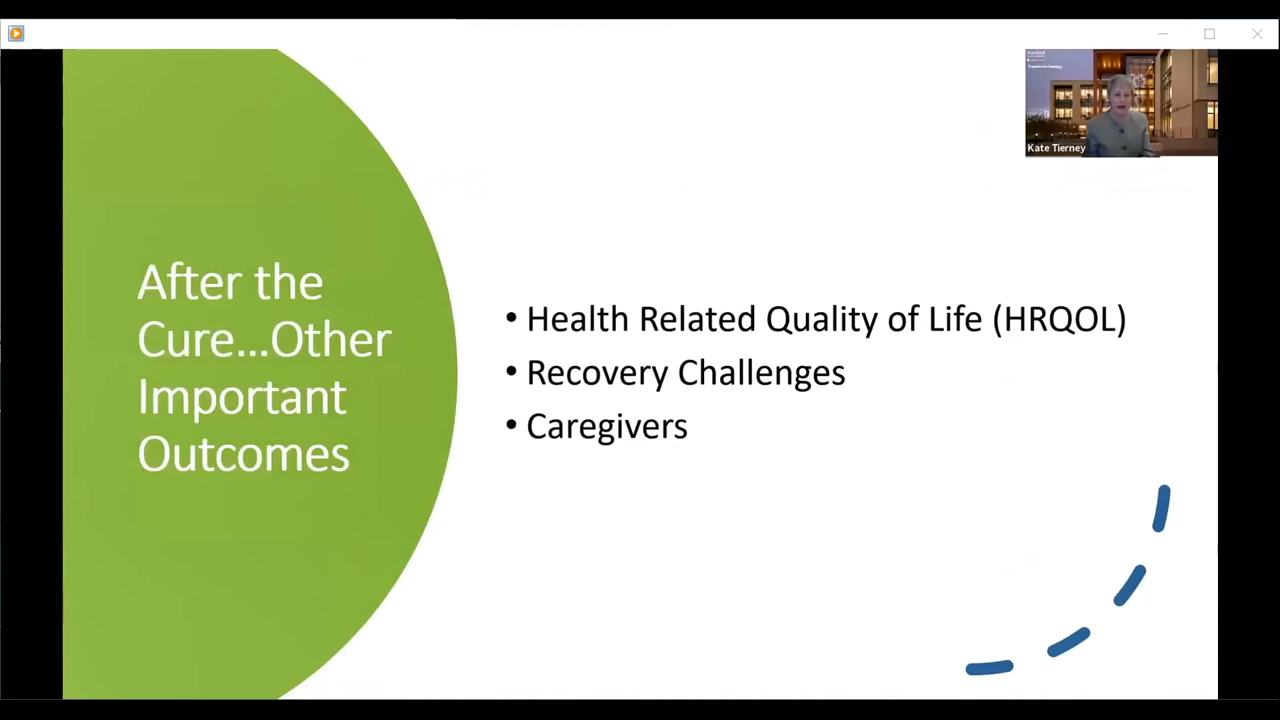 After the
Cure...Other
Important
Outcomes
• Health Related Quality of Life (HRQOL)
• Recovery Challenges
• Caregivers
Kate Tierney